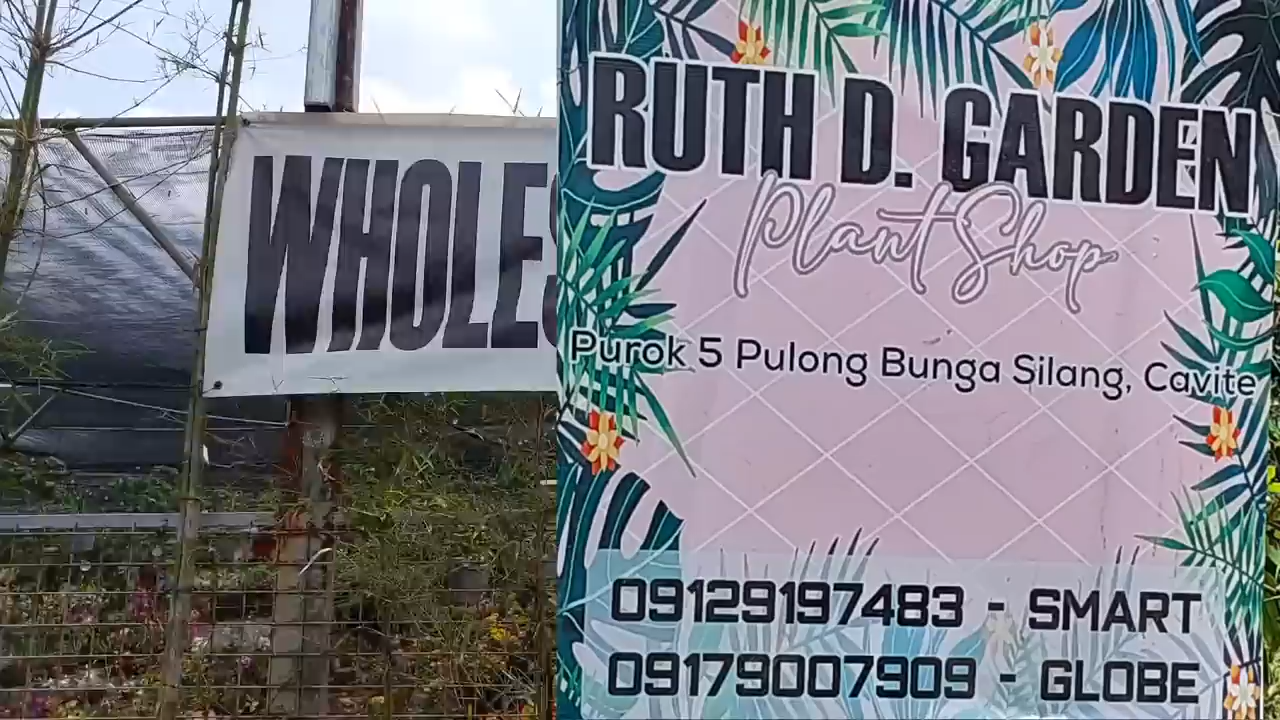 WHOLES
RUTH D. GARDEN
Plant Shop
Purok 5 Pulong Bunga Silang, Cavite
09129197483 - SMART
09179007909 - GLOBE